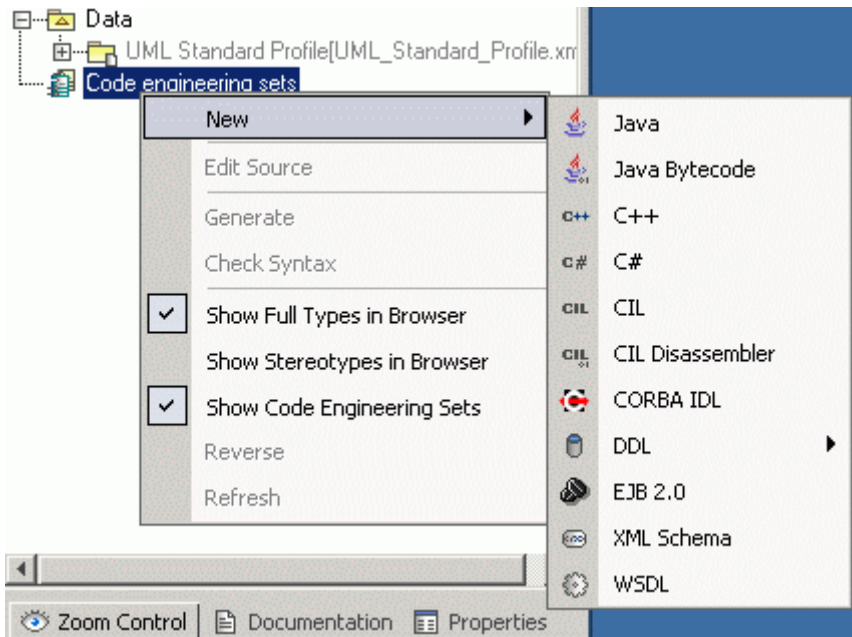 Data
UML Standard Profile[UML_Standard_Profile.xm
Code engineering sets
New
Edit Source
Generate
Check Syntax
Show Full Types in Browser
Show Stereotypes in Browser
Show Code Engineering Sets
Reverse
Refresh
Java
Java Bytecode
C++ C++
C# C#
CIL CIL
CIL CIL Disassembler
CORBA IDL
DDL
EJB 2.0
XML Schema
WSDL
Zoom Control Documentation Properties